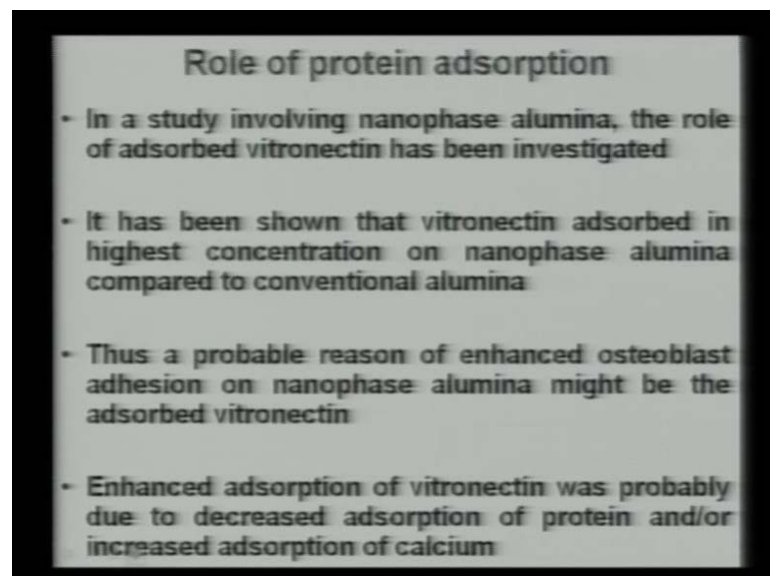 Role of protein adsorption
• In a study involving nanophase alumina, the role
of adsorbed vitronectin has been investigated
• It has been shown that vitronectin adsorbed in
highest concentration on nanophase alumina
compared to conventional alumina
• Thus a probable reason of enhanced osteoblast
adhesion on nanophase alumina might be the
adsorbed vitronectin
• Enhanced adsorption of vitronectin was probably
due to decreased adsorption of protein and/or
increased adsorption of calcium